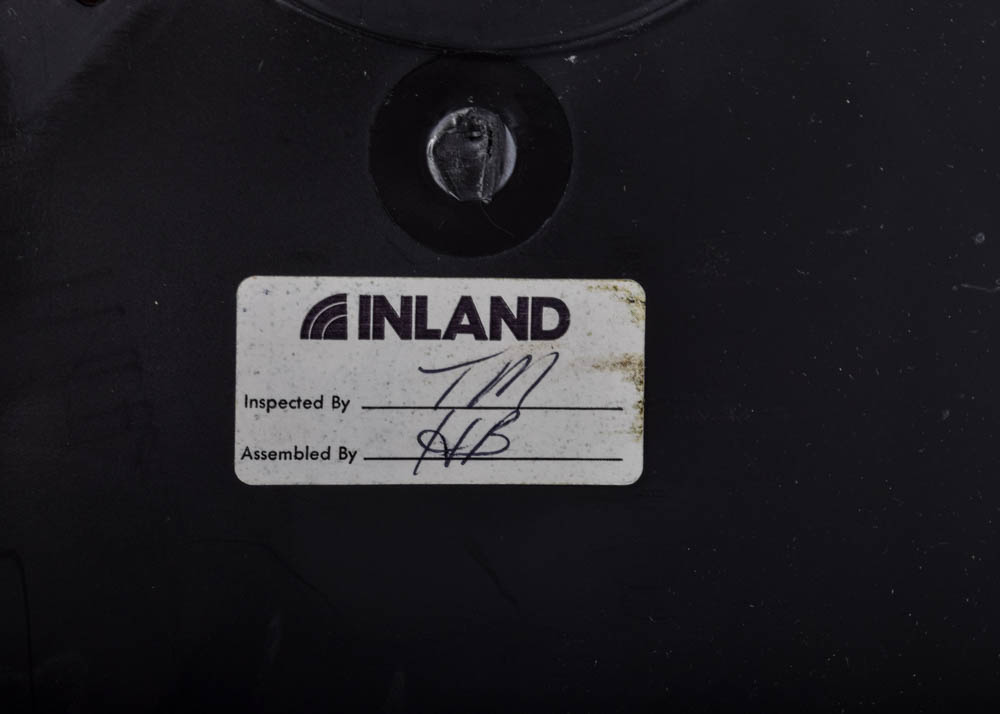 INLAND
Inspected By TM
Assembled By HB